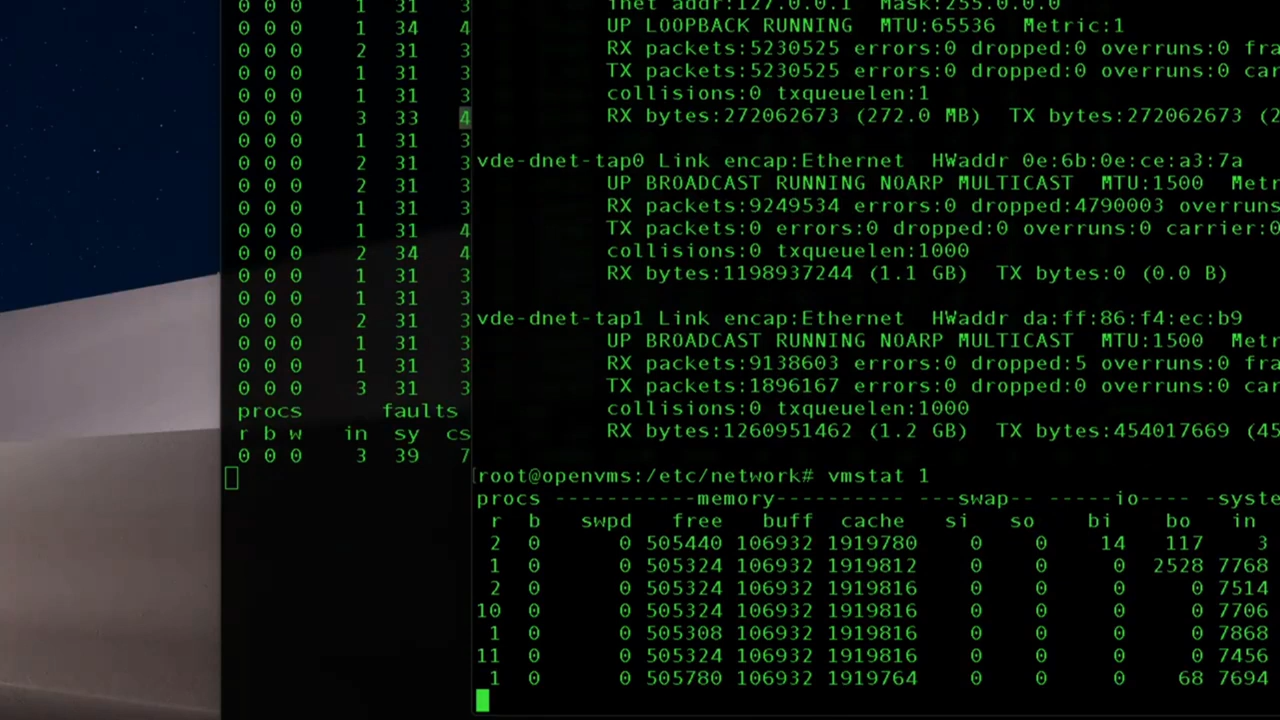 0 0 0 1 31 3
0 0 0 1 34 4
0 0 0 2 31 3
0 0 0 1 31 3
0 0 0 1 31 3
0 0 0 3 33 4
0 0 0 1 31 3
0 0 0 2 31 3
0 0 0 2 31 3
0 0 0 1 31 3
0 0 0 1 31 4
0 0 0 2 34 4
0 0 0 1 31 3
0 0 0 1 31 3
0 0 0 2 31 3
0 0 0 1 31 3
0 0 0 1 31 3
0 0 0 3 31 3
procs faults
r b w in sy cs
0 0 0 3 39 7
inet addr:127.0.0.1 Mask:255.0.0.0
UP LOOPBACK RUNNING MTU:65536 Metric:1
RX packets:5230525 errors:0 dropped:0 overruns:0 fra
TX packets:5230525 errors:0 dropped:0 overruns:0 car
collisions:0 txqueuelen:1
RX bytes:272062673 (272.0 MB) TX bytes:272062673 (2
vde-dnet-tap0 Link encap:Ethernet HWaddr 0e:6b:0e:ce:a3:7a
UP BROADCAST RUNNING NOARP MULTICAST MTU:1500 Metr
RX packets:9249534 errors:0 dropped:4790003 overruns
TX packets:0 errors:0 dropped:0 overruns:0 carrier:0
collisions:0 txqueuelen:1000
RX bytes:1198937244 (1.1 GB) TX bytes:0 (0.0 B)
vde-dnet-tap1 Link encap:Ethernet HWaddr da:ff:86:f4:ec:b9
UP BROADCAST RUNNING NOARP MULTICAST MTU:1500 Metr
RX packets:9138603 errors:0 dropped:5 overruns:0 fra
TX packets:1896167 errors:0 dropped:0 overruns:0 car
collisions:0 txqueuelen:1000
RX bytes:1260951462 (1.2 GB) TX bytes:454017669 (45
[root@openvms:/etc/network# vmstat 1
procs -----------memory---------- ---swap-- -----io---- -syste
r b swpd free buff cache si so bi bo in
2 0 0 505440 106932 1919780 0 0 14 117 3
1 0 0 505324 106932 1919812 0 0 0 2528 7768
2 0 0 505324 106932 1919816 0 0 0 0 7514
10 0 0 505324 106932 1919816 0 0 0 0 7706
1 0 0 505308 106932 1919816 0 0 0 0 7868
11 0 0 505324 106932 1919816 0 0 0 0 7456
1 0 0 505780 106932 1919764 0 0 0 68 7694